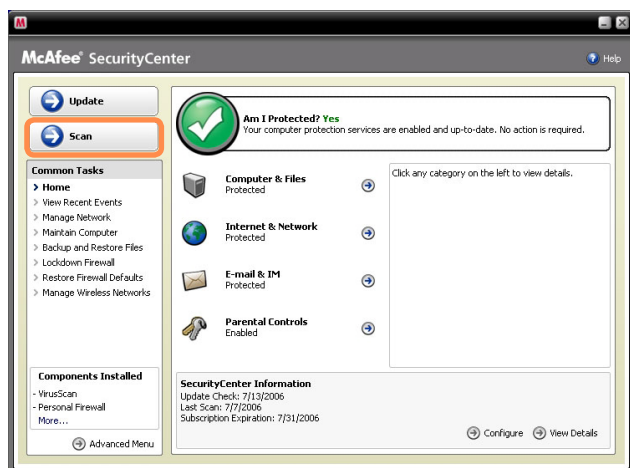 McAfee® SecurityCenter
Help
Update
Scan
Common Tasks
Home
View Recent Events
Manage Network
Maintain Computer
Backup and Restore Files
Lockdown Firewall
Restore Firewall Defaults
Manage Wireless Networks
Components Installed
- VirusScan
- Personal Firewall
More...
Advanced Menu
Am I Protected? Yes
Your computer protection services are enabled and up-to-date. No action is required.
Computer & Files
Protected
Internet & Network
Protected
E-mail & IM
Protected
Parental Controls
Enabled
Click any category on the left to view details.
SecurityCenter Information
Update Check: 7/13/2006
Last Scan: 7/7/2006
Subscription Expiration: 7/31/2006
Configure
View Details